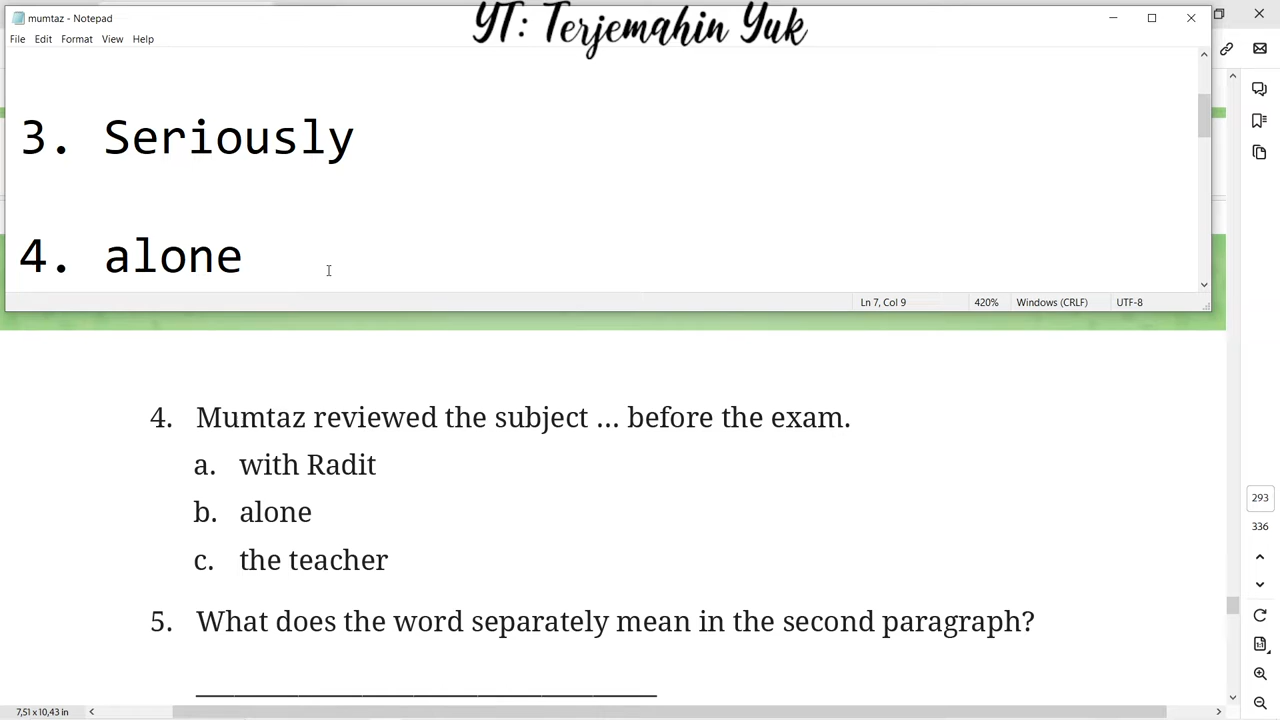 mumtaz - Notepad
YT: Terjemahin Yuk
File Edit Format View Help
3. Seriously
4. alone
Ln 7, Col 9 420% Windows (CRLF) UTF-8
4. Mumtaz reviewed the subject ... before the exam.
a. with Radit
b. alone
c. the teacher
5. What does the word separately mean in the second paragraph?
293
336
7,51 x 10,43 in